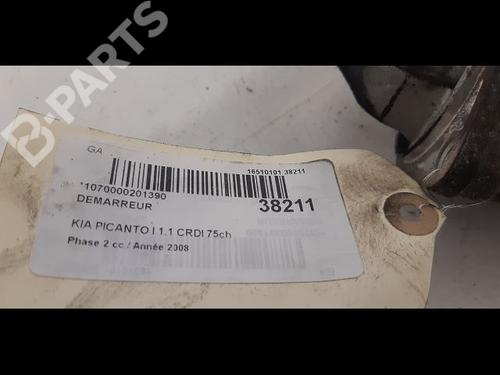 B-PARTS
GA
16510101 38211
*1070000201390
38211
DEMARREUR
KIA PICANTO I 1.1 CRDI 75ch
Phase 2 cc / Année 2008